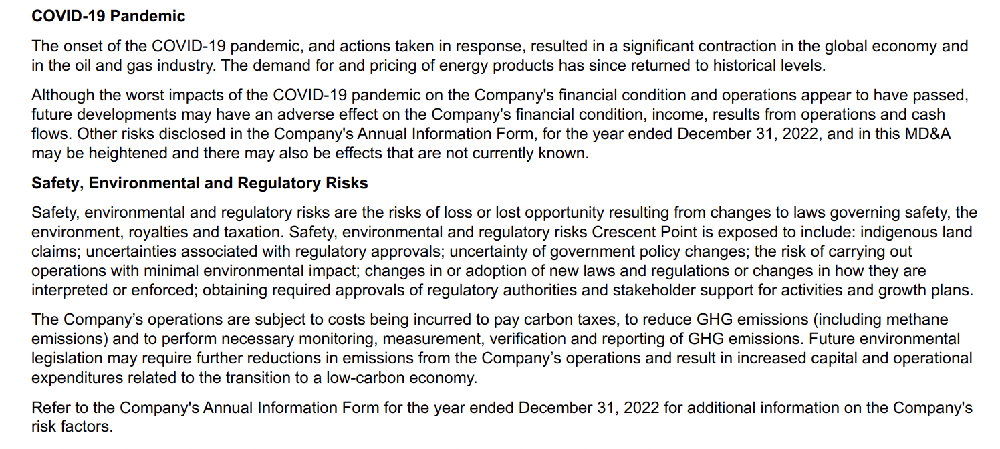 COVID-19 Pandemic
The onset of the COVID-19 pandemic, and actions taken in response, resulted in a significant contraction in the global economy and
in the oil and gas industry. The demand for and pricing of energy products has since returned to historical levels.
Although the worst impacts of the COVID-19 pandemic on the Company's financial condition and operations appear to have passed,
future developments may have an adverse effect on the Company's financial condition, income, results from operations and cash
flows. Other risks disclosed in the Company's Annual Information Form, for the year ended December 31, 2022, and in this MD&A
may be heightened and there may also be effects that are not currently known.
Safety, Environmental and Regulatory Risks
Safety, environmental and regulatory risks are the risks of loss or lost opportunity resulting from changes to laws governing safety, the
environment, royalties and taxation. Safety, environmental and regulatory risks Crescent Point is exposed to include: indigenous land
claims; uncertainties associated with regulatory approvals; uncertainty of government policy changes; the risk of carrying out
operations with minimal environmental impact; changes in or adoption of new laws and regulations or changes in how they are
interpreted or enforced; obtaining required approvals of regulatory authorities and stakeholder support for activities and growth plans.
The Company’s operations are subject to costs being incurred to pay carbon taxes, to reduce GHG emissions (including methane
emissions) and to perform necessary monitoring, measurement, verification and reporting of GHG emissions. Future environmental
legislation may require further reductions in emissions from the Company’s operations and result in increased capital and operational
expenditures related to the transition to a low-carbon economy.
Refer to the Company's Annual Information Form for the year ended December 31, 2022 for additional information on the Company's
risk factors.